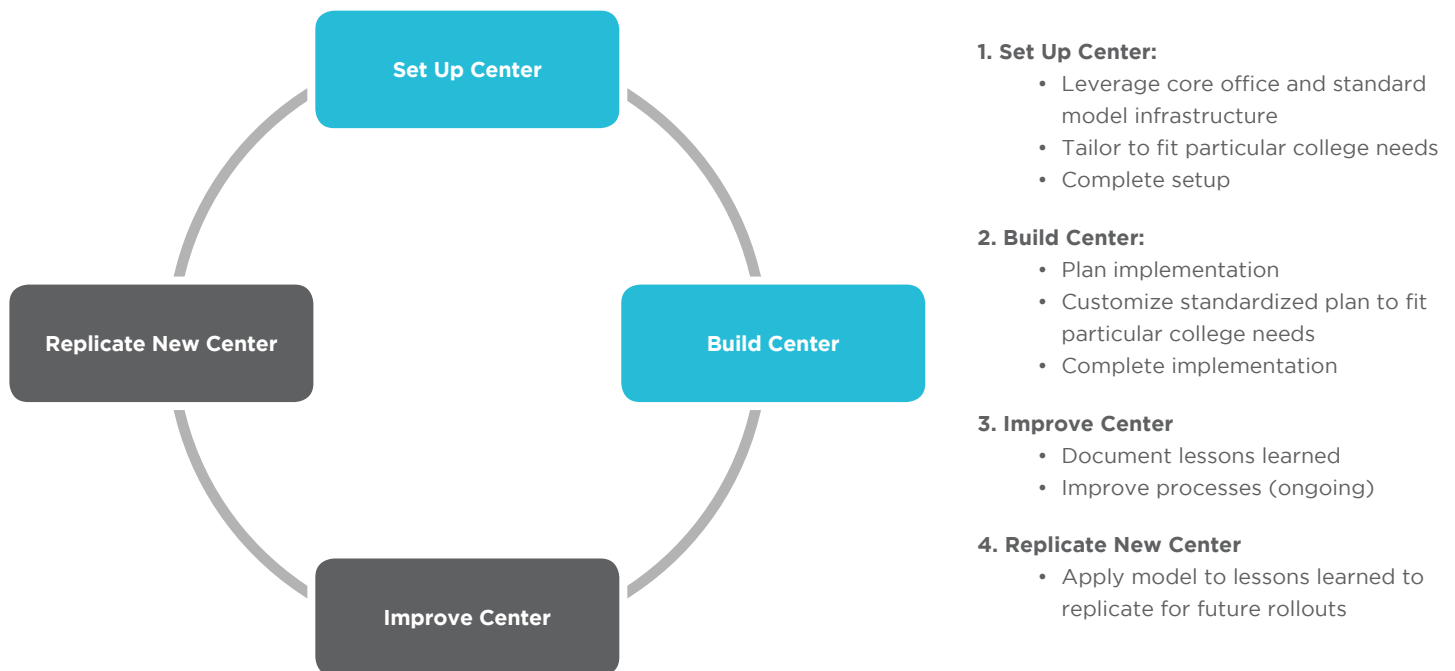 Set Up Center
Build Center
Improve Center
Replicate New Center
1. Set Up Center:
• Leverage core office and standard
model infrastructure
• Tailor to fit particular college needs
• Complete setup
2. Build Center:
• Plan implementation
• Customize standardized plan to fit
particular college needs
• Complete implementation
3. Improve Center
• Document lessons learned
• Improve processes (ongoing)
4. Replicate New Center
• Apply model to lessons learned to
replicate for future rollouts